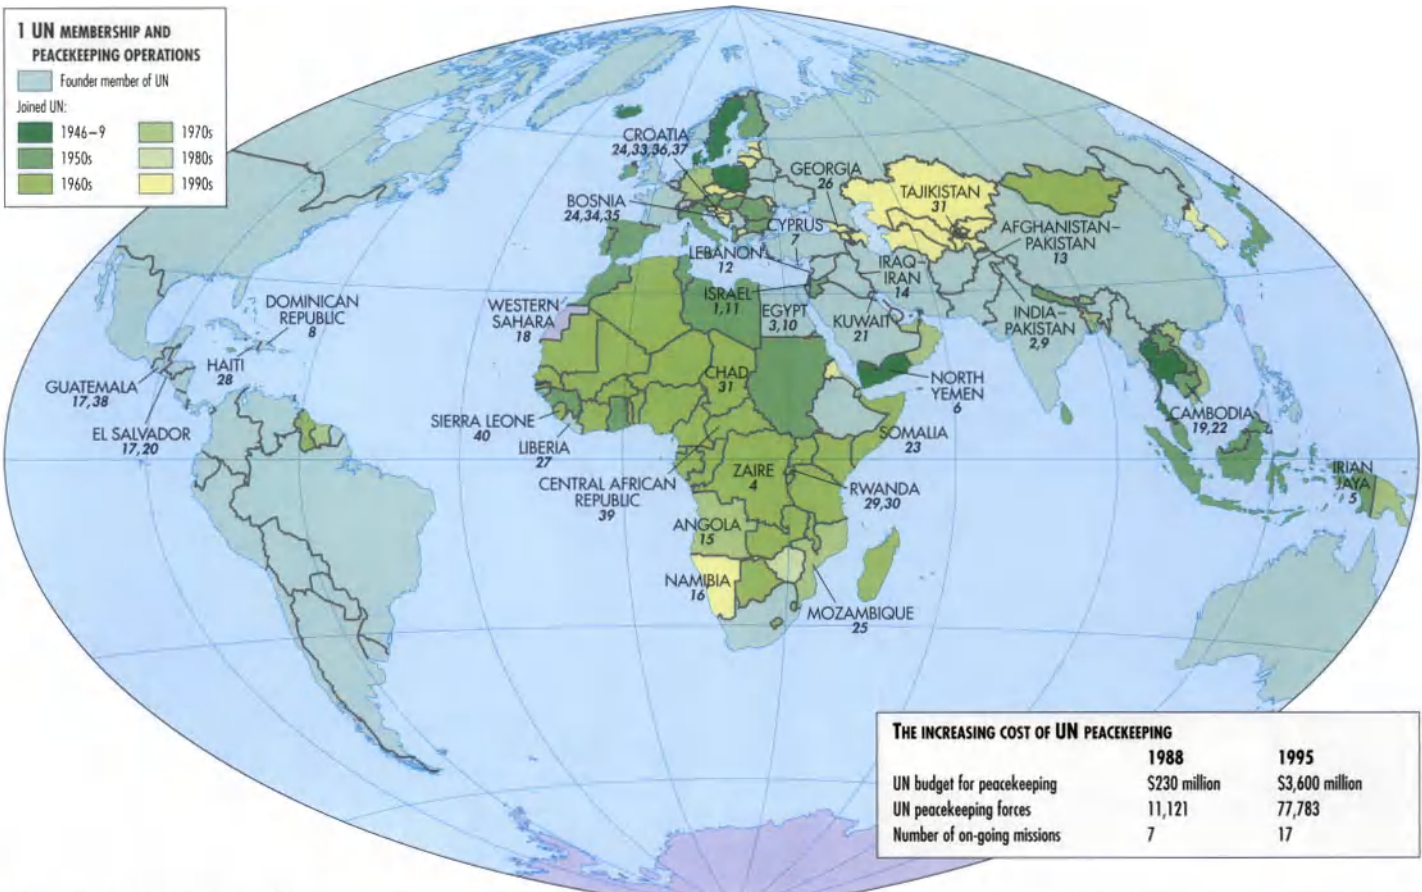 1 UN MEMBERSHIP AND
PEACEKEEPING OPERATIONS
Founder member of UN
Joined UN:
1946–9
1970s
1950s
1980s
1960s
1990s
CROATIA
24,33,36,37
GEORGIA
26
TAJIKISTAN
31
BOSNIA
24,34,35
CYPRUS
7
AFGHANISTAN–
PAKISTAN
13
LEBANON
12
IRAQ–
IRAN
14
DOMINICAN
REPUBLIC
8
WESTERN
SAHARA
18
ISRAEL
1,11
EGYPT
3,10
KUWAIT
21
INDIA–
PAKISTAN
2,9
HAITI
28
GUATEMALA
17,38
CHAD
31
NORTH
YEMEN
6
EL SALVADOR
17,20
SIERRA LEONE
40
LIBERIA
27
SOMALIA
23
CAMBODIA
19,22
CENTRAL AFRICAN
REPUBLIC
39
ZAIRE
4
RWANDA
29,30
IRIAN
JAYA
5
ANGOLA
15
NAMIBIA
16
MOZAMBIQUE
25
THE INCREASING COST OF UN PEACEKEEPING
1988 1995
UN budget for peacekeeping $230 million $3,600 million
UN peacekeeping forces 11,121 77,783
Number of on-going missions 7 17